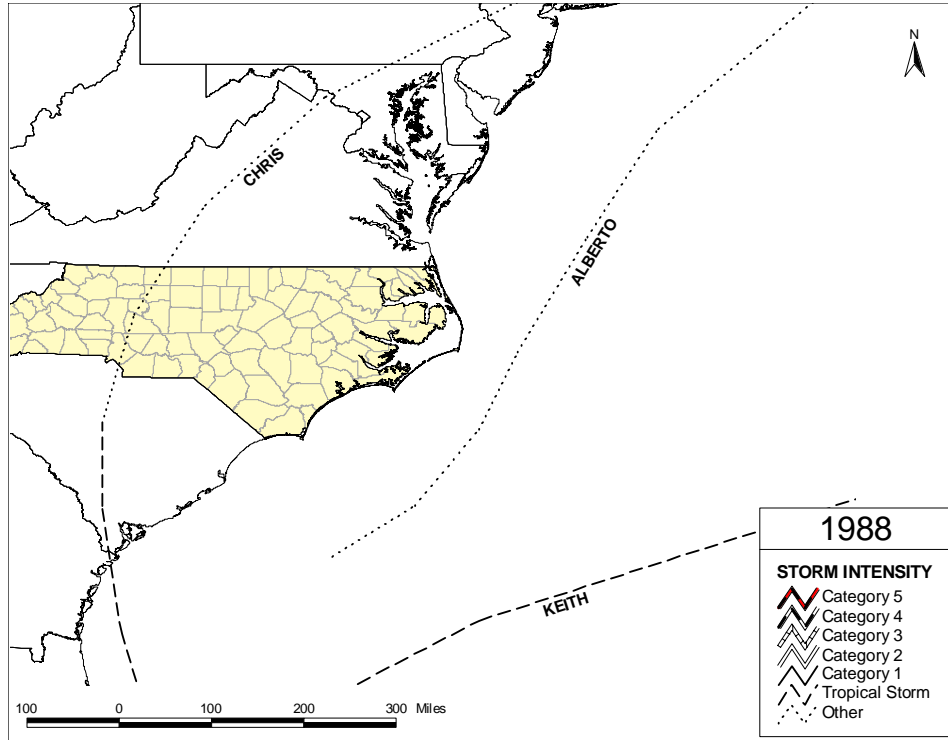 N
CHRIS
ALBERTO
KEITH
1988
STORM INTENSITY
Category 5
Category 4
Category 3
Category 2
Category 1
Tropical Storm
Other
100 0 100 200 300 Miles